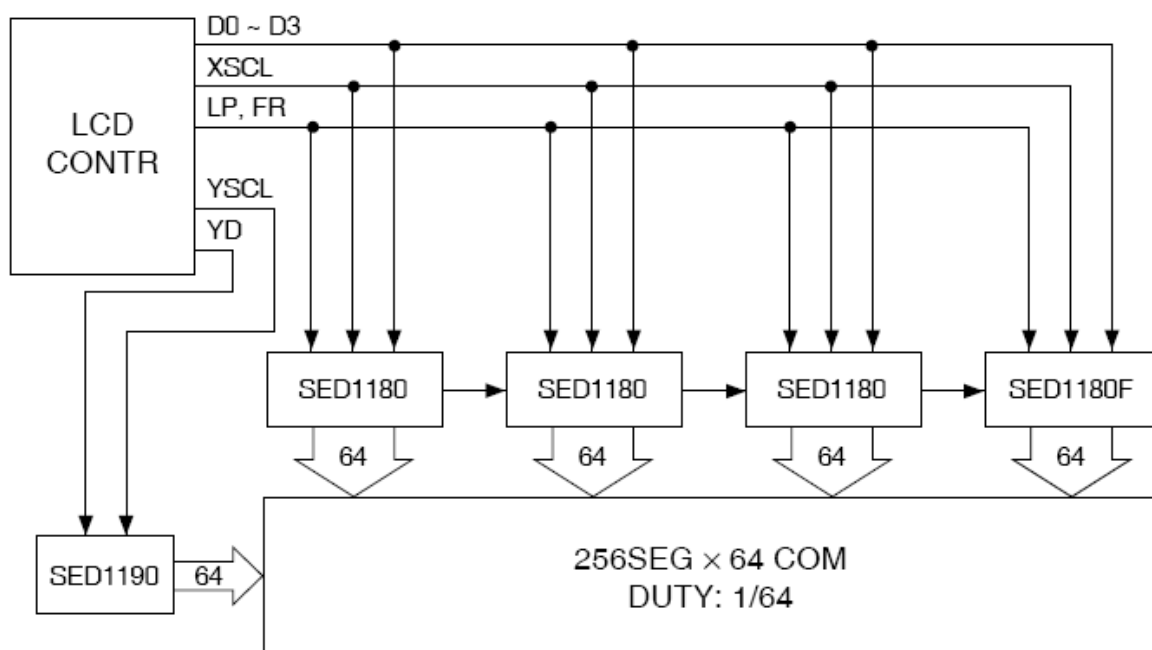 D0 ~ D3
XSCL
LP, FR
LCD
CONTR
YSCL
YD
SED1180
SED1180
SED1180
SED1180F
64
64
64
64
SED1190
64
256SEG × 64 COM
DUTY: 1/64